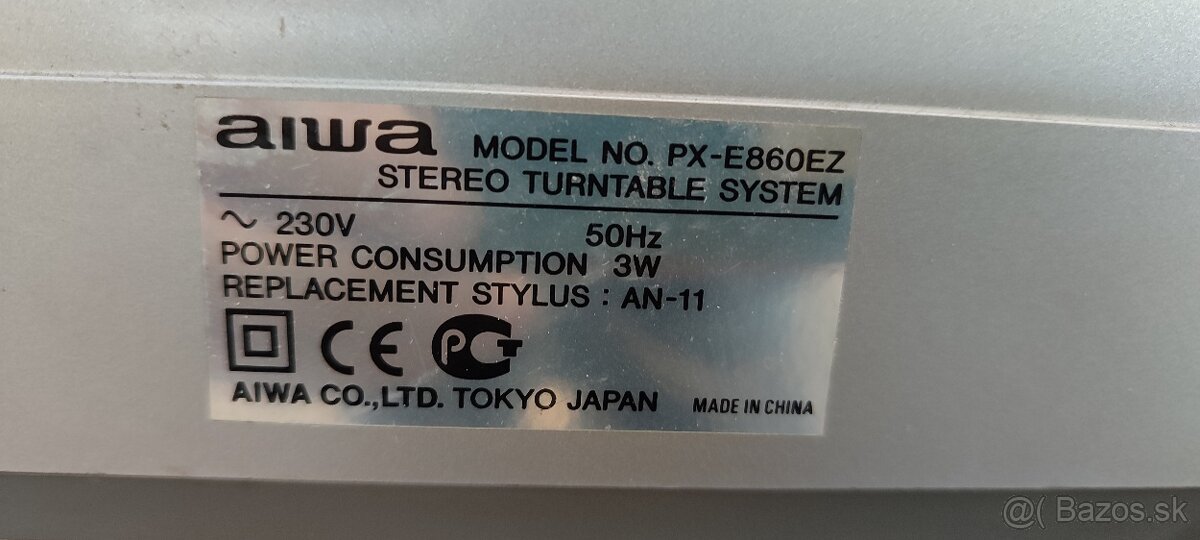 aiwa MODEL NO. PX-E860EZ
STEREO TURNTABLE SYSTEM
~ 230V 50Hz
POWER CONSUMPTION 3W
REPLACEMENT STYLUS : AN-11
CE PCT
AIWA CO.,LTD. TOKYO JAPAN MADE IN CHINA
@( Bazos.sk